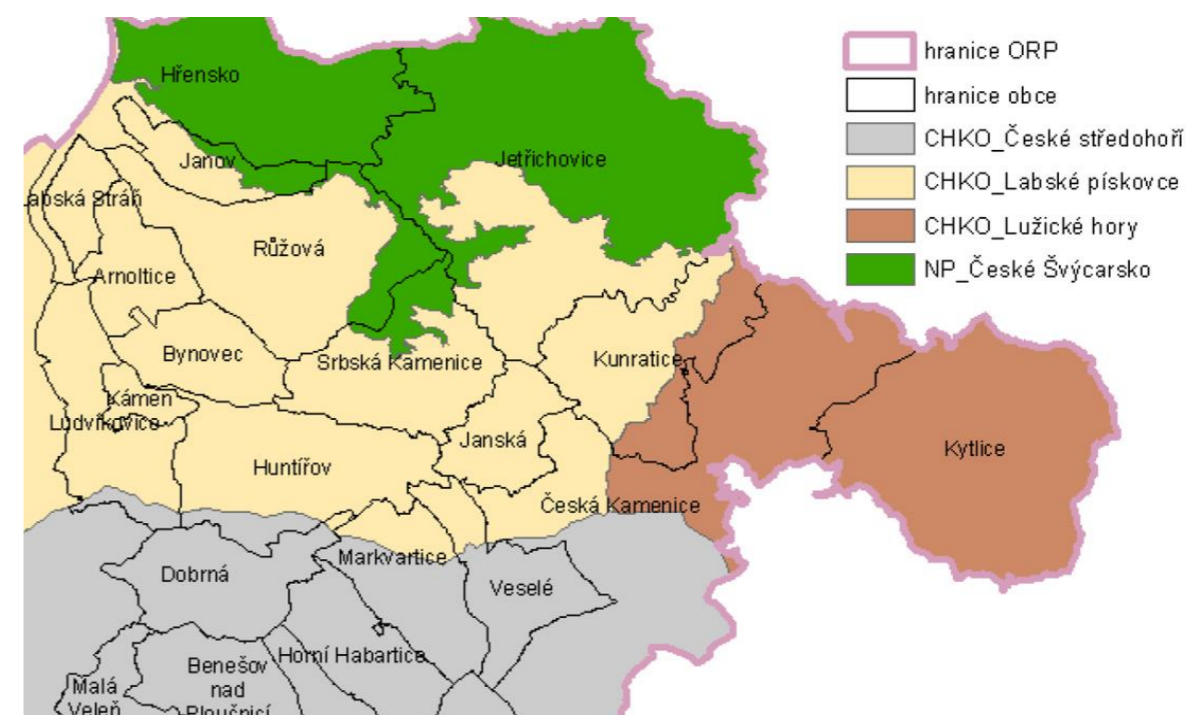 hranice ORP
hranice obce
CHKO_České středohoří
CHKO_Labské pískovce
CHKO_Lužické hory
NP_České Švýcarsko
Hřensko
Janov
Jetřichovice
Labská Stráň
Růžová
Arnoltice
Bynovec
Srbská Kamenice
Kunratice
Kámen
Ludvíkovice
Janská
Huntířov
Kytlice
Česká Kamenice
Markvartice
Dobrná
Veselé
Horní Habartice
Benešov
nad
Ploučnicí
Malá
Veleň